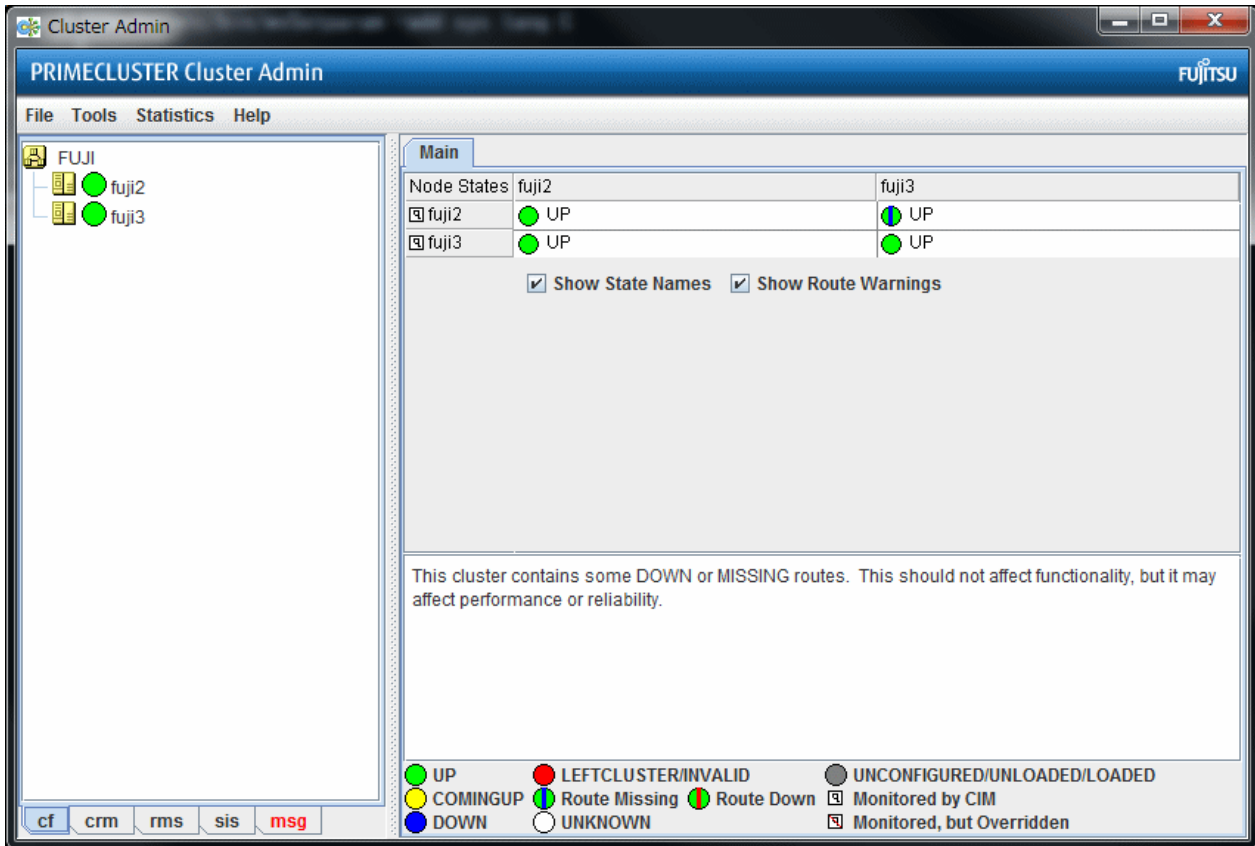 Cluster Admin
PRIMECLUSTER Cluster Admin
FUJITSU
File Tools Statistics Help
FUJI
fuji2
fuji3
Main
Node States fuji2 fuji3
fuji2 UP UP
fuji3 UP UP
Show State Names Show Route Warnings
This cluster contains some DOWN or MISSING routes. This should not affect functionality, but it may
affect performance or reliability.
UP LEFTCLUSTER/INVALID UNCONFIGURED/UNLOADED/LOADED
COMINGUP Route Missing Route Down Monitored by CIM
DOWN UNKNOWN Monitored, but Overridden
cf crm rms sis msg